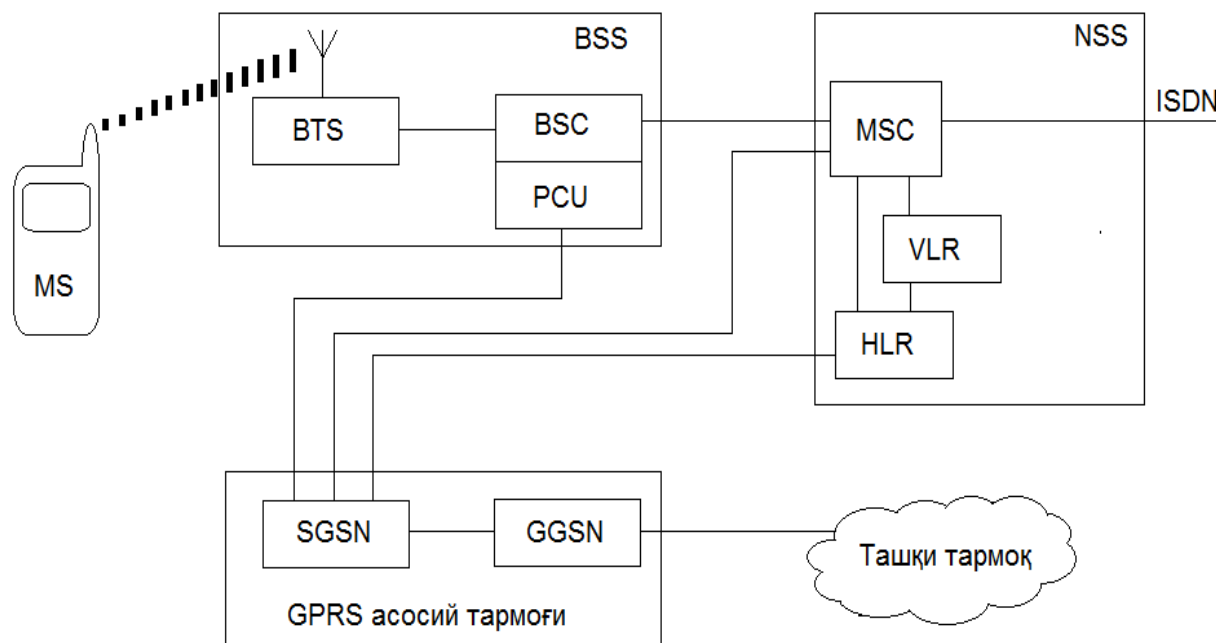 BSS
NSS
BTS
BSC
MSC
ISDN
PCU
VLR
MS
HLR
SGSN
GGSN
Ташқи тармоқ
GPRS асосий тармоғи